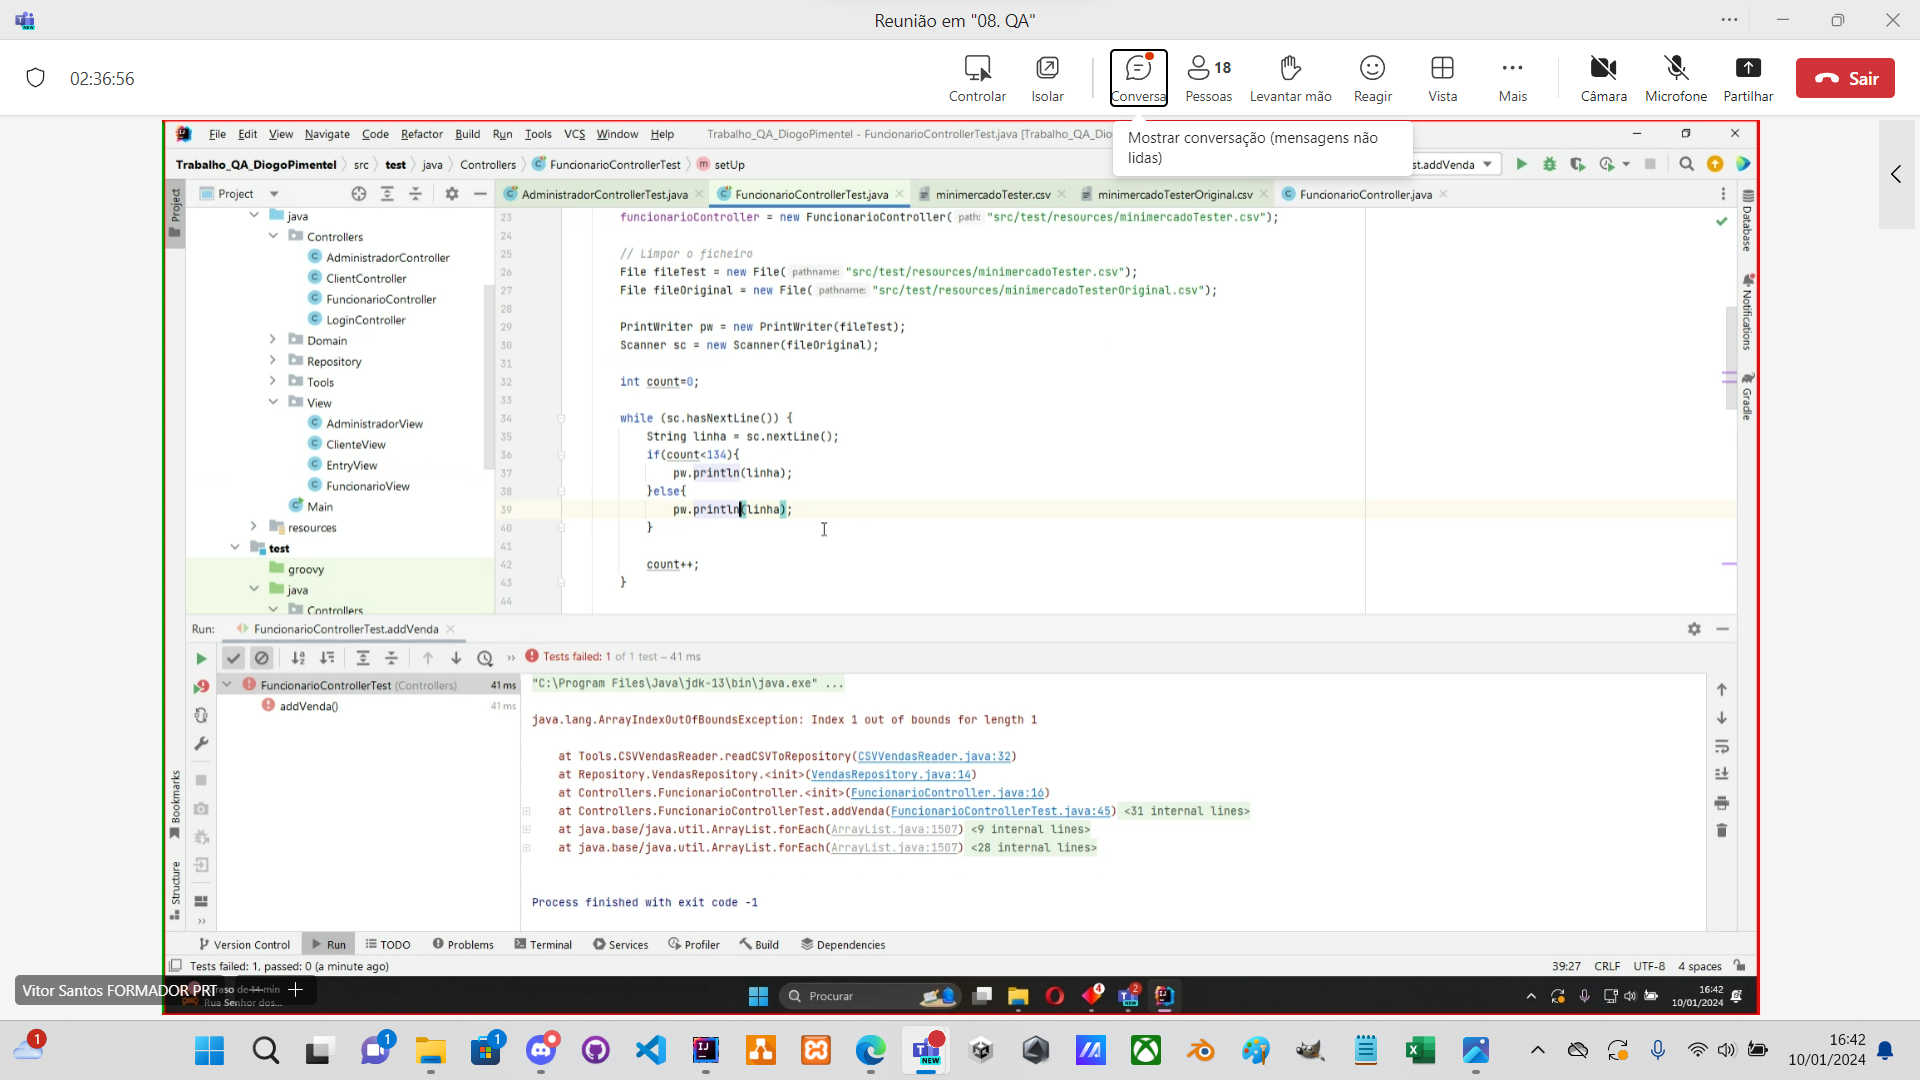 Reunião em "08. QA"
02:36:56
Controlar
Isolar
Conversa
18
Pessoas
Levantar mão
Reagir
Vista
Mais
Câmara
Microfone
Partilhar
Sair
Mostrar conversação (mensagens não
lidas)
File Edit View Navigate Code Refactor Build Run Tools VCS Window Help
Trabalho_QA_DiogoPimentel - FuncionarioControllerTest.java [Trabalho_QA_Dio
Trabalho_QA_DiogoPimentel
src
test
java
Controllers
FuncionarioControllerTest
setUp
st.addVenda
Project
AdministradorControllerTest.java
FuncionarioControllerTest.java
minimercadoTester.csv
minimercadoTesterOriginal.csv
FuncionarioController.java
Project
java
Controllers
AdministradorController
ClientController
FuncionarioController
LoginController
Domain
Repository
Tools
View
AdministradorView
ClienteView
EntryView
FuncionarioView
Main
resources
test
groovy
java
Controllers
23 funcionarioController = new FuncionarioController( path: "src/test/resources/minimercadoTester.csv");
24
25 // Limpar o ficheiro
26 File fileTest = new File( pathname: "src/test/resources/minimercadoTester.csv");
27 File fileOriginal = new File( pathname: "src/test/resources/minimercadoTesterOriginal.csv");
28
29 PrintWriter pw = new PrintWriter(fileTest);
30 Scanner sc = new Scanner(fileOriginal);
31
32 int count=0;
33
34 while (sc.hasNextLine()) {
35 String linha = sc.nextLine();
36 if(count<134){
37 pw.println(linha);
38 }else{
39 pw.println(linha);
40 }
41
42 count++;
43 }
44
Database
Notifications
Gradle
Run:
FuncionarioControllerTest.addVenda
Tests failed: 1 of 1 test – 41 ms
FuncionarioControllerTest (Controllers) 41 ms
addVenda() 41 ms
"C:\Program Files\Java\jdk-13\bin\java.exe" ...
java.lang.ArrayIndexOutOfBoundsException: Index 1 out of bounds for length 1
at Tools.CSVVendasReader.readCSVToRepository(CSVVendasReader.java:32)
at Repository.VendasRepository.<init>(VendasRepository.java:14)
at Controllers.FuncionarioController.<init>(FuncionarioController.java:16)
at Controllers.FuncionarioControllerTest.addVenda(FuncionarioControllerTest.java:45) <31 internal lines>
at java.base/java.util.ArrayList.forEach(ArrayList.java:1507) <9 internal lines>
at java.base/java.util.ArrayList.forEach(ArrayList.java:1507) <28 internal lines>
Process finished with exit code -1
Bookmarks
Structure
Version Control
Run
TODO
Problems
Terminal
Services
Profiler
Build
Dependencies
Tests failed: 1, passed: 0 (a minute ago)
39:27 CRLF UTF-8 4 spaces
Vitor Santos FORMADOR PRT
Rua Senhor dos...
Procurar
4
2
16:42
10/01/2024
1
1
1
NEW
16:42
10/01/2024